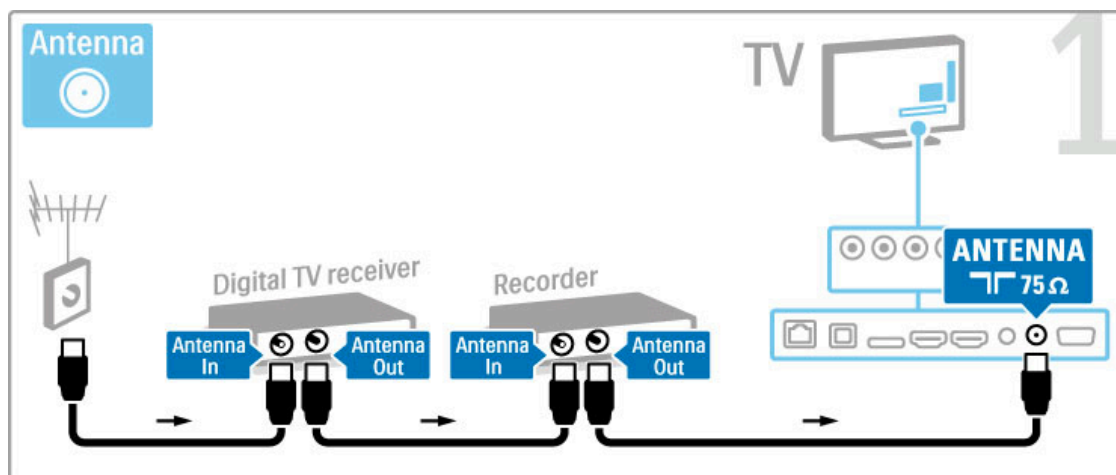 Antenna
TV
1
Digital TV receiver
Recorder
Antenna
In
Antenna
Out
Antenna
In
Antenna
Out
ANTENNA
75 Ω